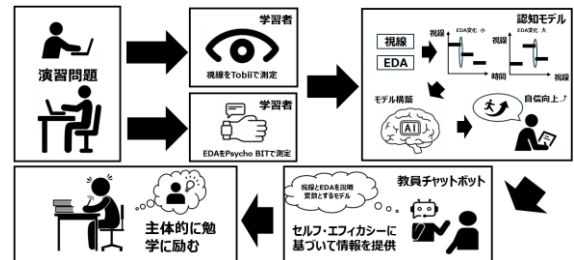 演習問題
学習者
視線をTobiiで測定
学習者
EDAをPsycho BITで測定
認知モデル
視線
EDA
視線
EDA変化 小
時間
視線
EDA変化 大
視線
モデル構築
AI
自信向上
教員チャットボット
視線とEDAを説明
変数とするモデル
セルフ・エフィカシーに
基づいて情報を提供
主体的に勉
学に励む